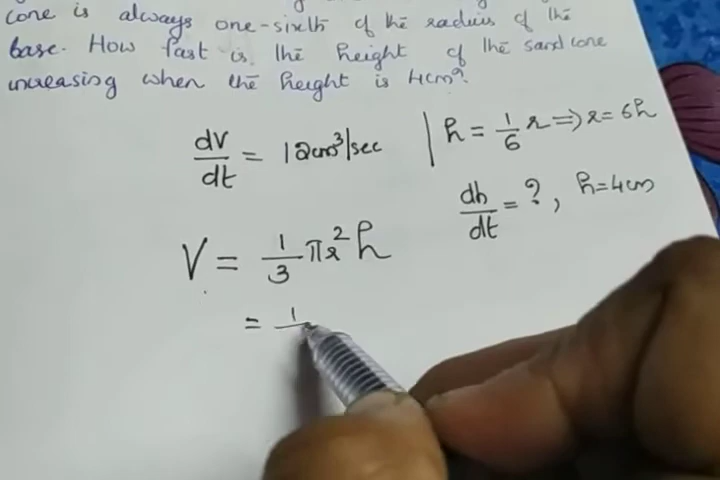 cone is always one-sixth of the radius of the
base. How fast is the height of the sand cone
increasing when the height is 4cm?
dV/dt = 12cm³/sec | h = 1/6 r ⇒ r = 6h
dh/dt = ?, h = 4cm
V = 1/3 πr²h
= 1